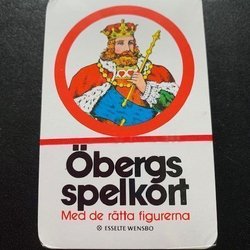 Öbergs
spelkort
Med de rätta figurerna
® ESSELTE WENSBO